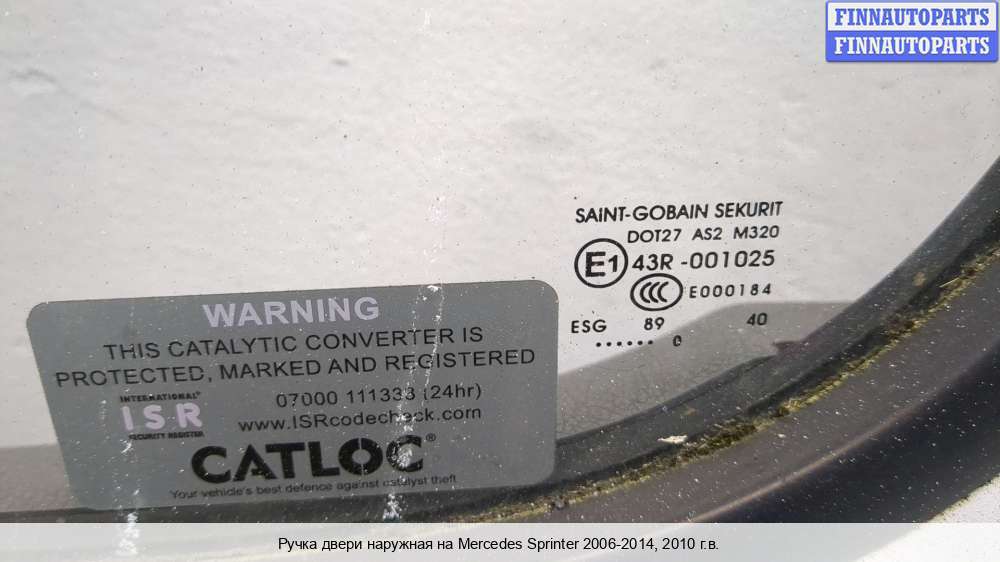 FINNAUTOPARTS
FINNAUTOPARTS
SAINT-GOBAIN SEKURIT
DOT27 AS2 M320
E1 43R -001025
CCC E000184
ESG 89 40
WARNING
THIS CATALYTIC CONVERTER IS
PROTECTED, MARKED AND REGISTERED
INTERNATIONAL
ISR
SECURITY REGISTER
07000 111333 (24hr)
www.ISRcodecheck.com
CATLOC®
Your vehicle's best defence against catalyst theft
Ручка двери наружная на Mercedes Sprinter 2006-2014, 2010 г.в.